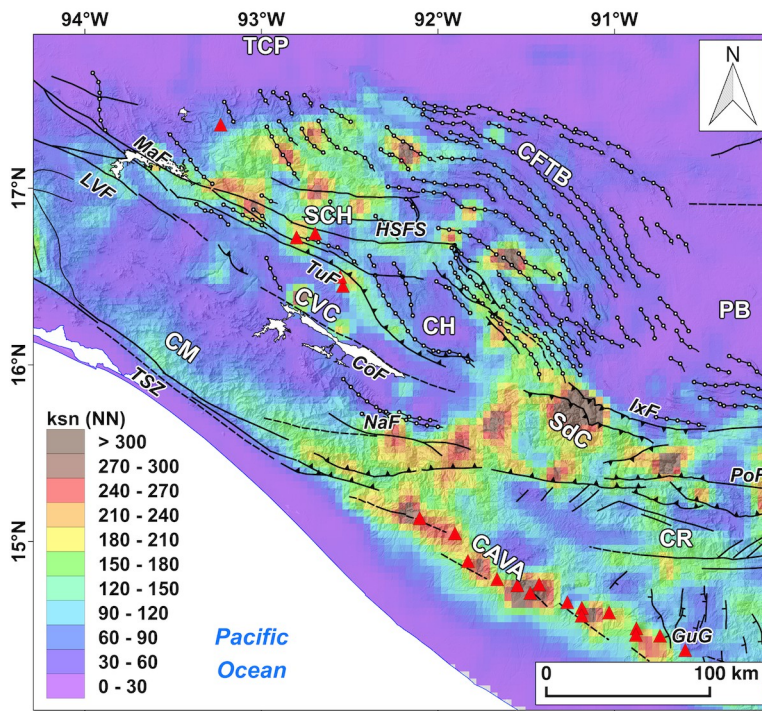 94°W 93°W 92°W 91°W
TCP
N
MaF
CFTB
17°N
LVF
SCH
HSFS
TuF
CVC
CH
PB
16°N
CM
CoF
TSZ
IxF
ksn (NN)
NaF
SdC
> 300
270 - 300
PoF
240 - 270
210 - 240
180 - 210
15°N
CR
150 - 180
CAVA
120 - 150
90 - 120
60 - 90
Pacific
GuG
30 - 60
Ocean
0 - 30
0 100 km